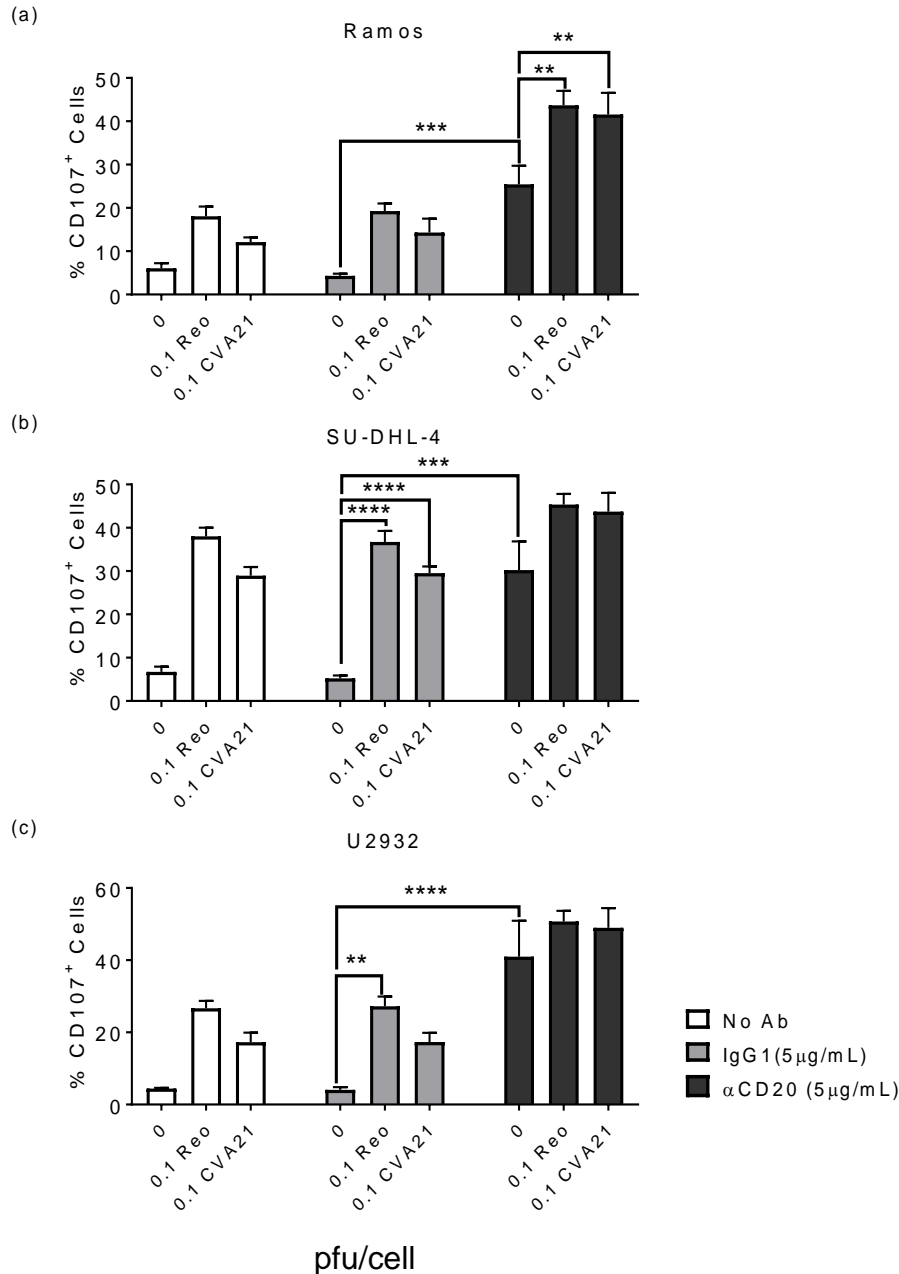 (a)
Ramos
% CD107+ Cells
50
40
30
20
10
0
** 
**
***
0
0.1 Reo
0.1 CVA21
0
0.1 Reo
0.1 CVA21
0
0.1 Reo
0.1 CVA21
(b)
SU-DHL-4
% CD107+ Cells
50
40
30
20
10
0
***
****
****
0
0.1 Reo
0.1 CVA21
0
0.1 Reo
0.1 CVA21
0
0.1 Reo
0.1 CVA21
(c)
U2932
% CD107+ Cells
60
40
20
0
****
**
0
0.1 Reo
0.1 CVA21
0
0.1 Reo
0.1 CVA21
0
0.1 Reo
0.1 CVA21
No Ab
IgG1(5µg/mL)
αCD20 (5µg/mL)
pfu/cell